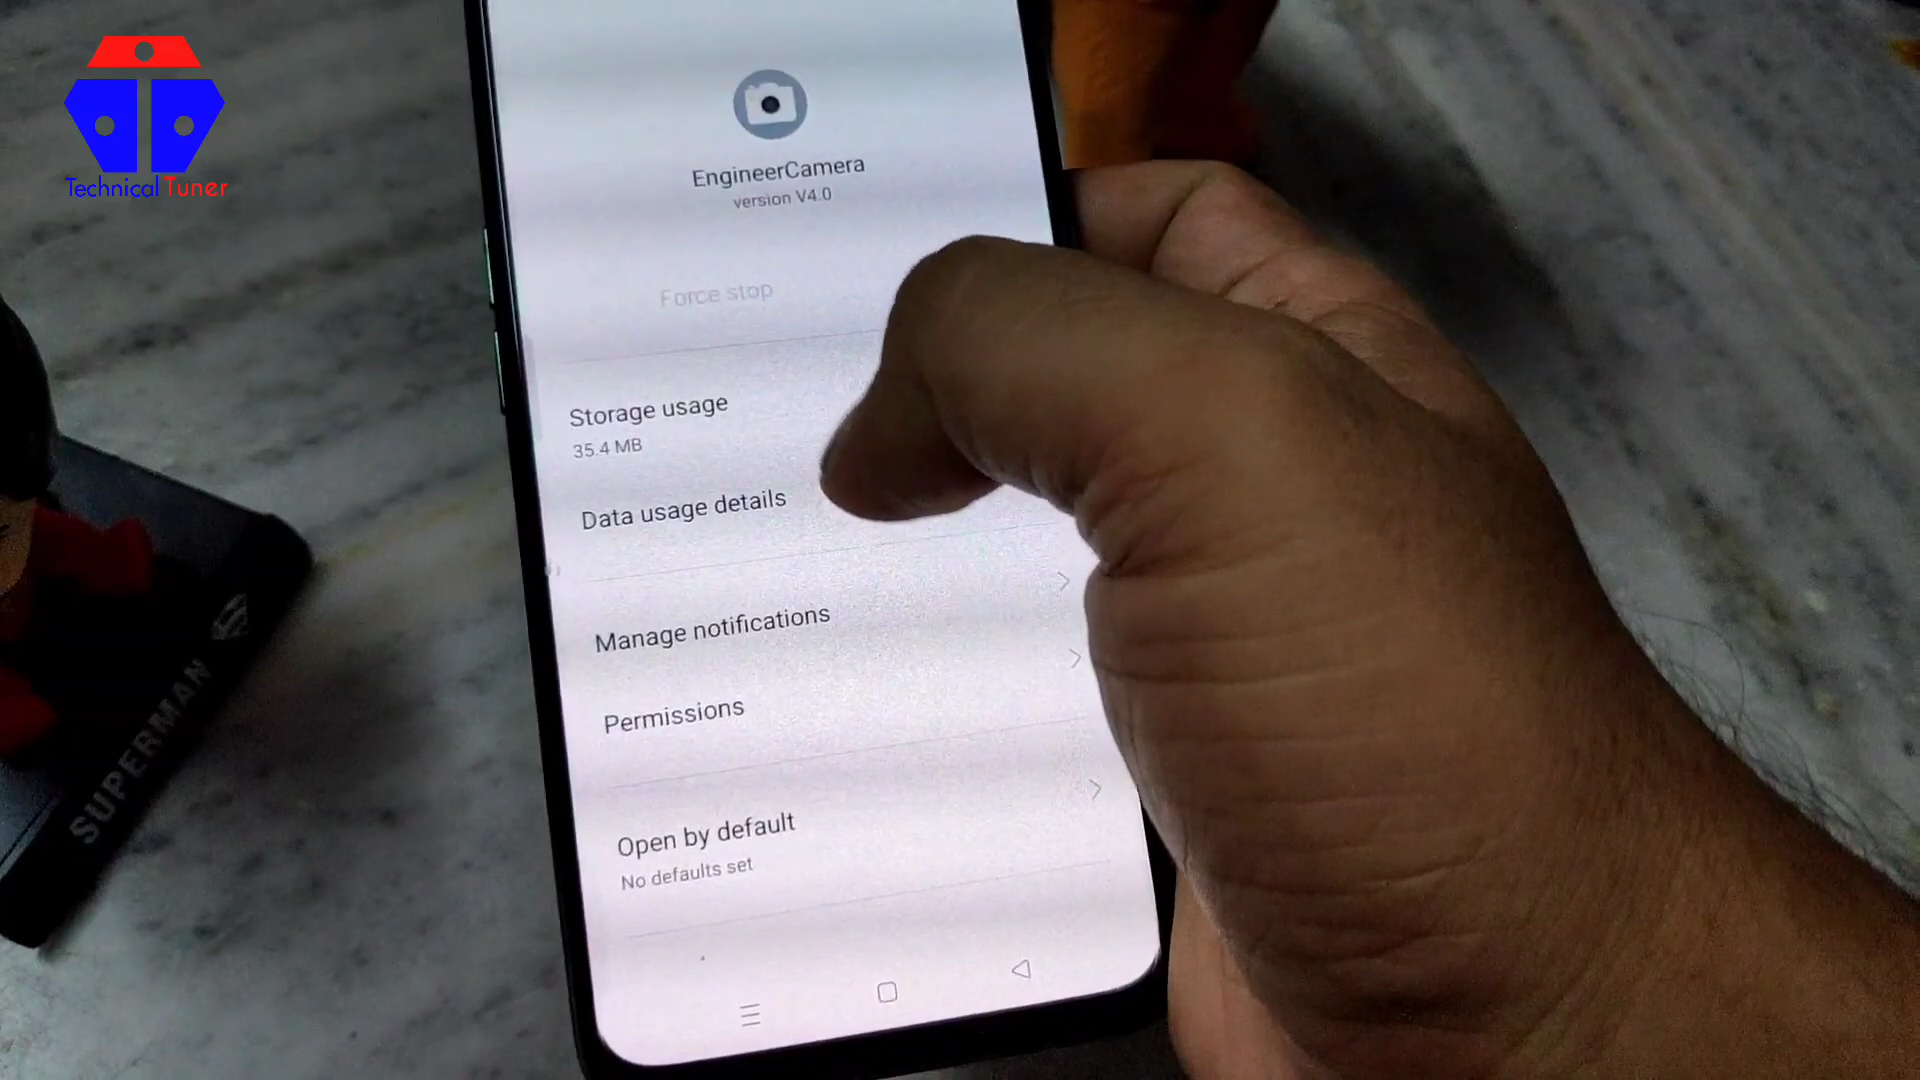 Technical Tuner
EngineerCamera
version V4.0
Force stop
Storage usage
35.4 MB
Data usage details
Manage notifications
Permissions
Open by default
No defaults set
SUPERMAN